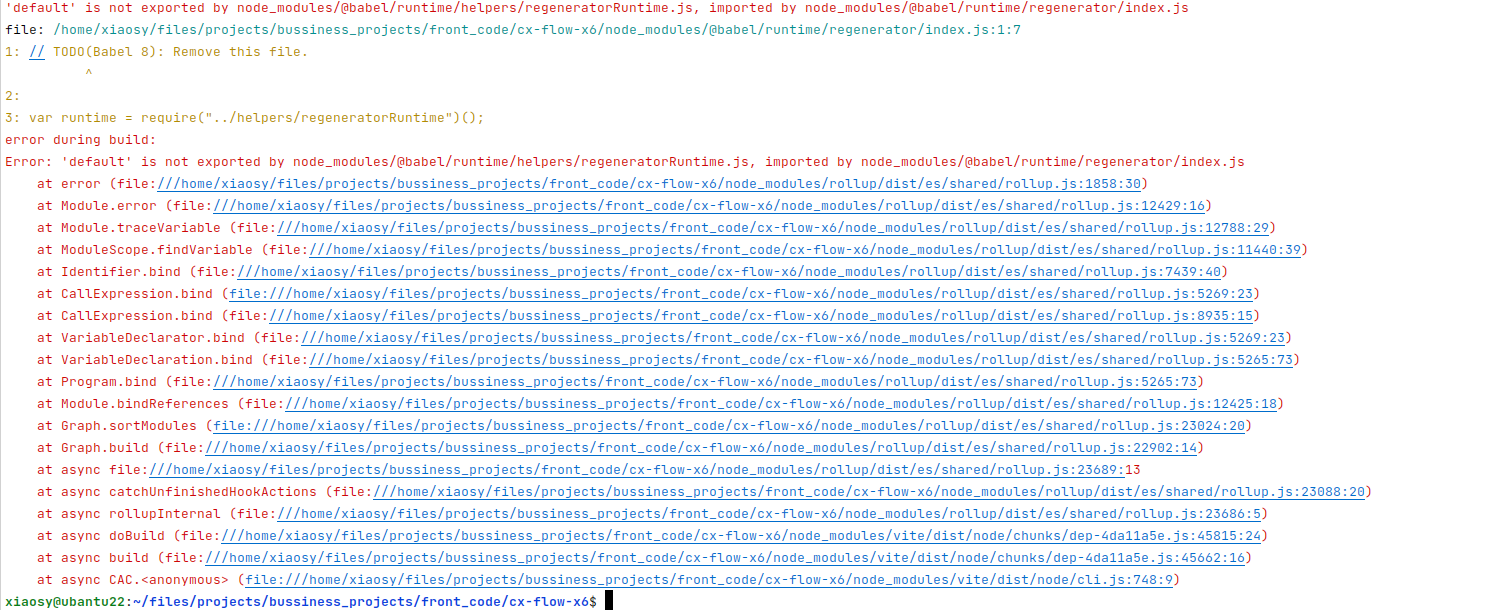 'default' is not exported by node_modules/@babel/runtime/helpers/regeneratorRuntime.js, imported by node_modules/@babel/runtime/regenerator/index.js
file: /home/xiaosy/files/projects/bussiness_projects/front_code/cx-flow-x6/node_modules/@babel/runtime/regenerator/index.js:1:7
1: // TODO(Babel 8): Remove this file.
^
2:
3: var runtime = require("../helpers/regeneratorRuntime")();
error during build:
Error: 'default' is not exported by node_modules/@babel/runtime/helpers/regeneratorRuntime.js, imported by node_modules/@babel/runtime/regenerator/index.js
    at error (file:///home/xiaosy/files/projects/bussiness_projects/front_code/cx-flow-x6/node_modules/rollup/dist/es/shared/rollup.js:1858:30)
    at Module.error (file:///home/xiaosy/files/projects/bussiness_projects/front_code/cx-flow-x6/node_modules/rollup/dist/es/shared/rollup.js:12429:16)
    at Module.traceVariable (file:///home/xiaosy/files/projects/bussiness_projects/front_code/cx-flow-x6/node_modules/rollup/dist/es/shared/rollup.js:12788:29)
    at ModuleScope.findVariable (file:///home/xiaosy/files/projects/bussiness_projects/front_code/cx-flow-x6/node_modules/rollup/dist/es/shared/rollup.js:11440:39)
    at Identifier.bind (file:///home/xiaosy/files/projects/bussiness_projects/front_code/cx-flow-x6/node_modules/rollup/dist/es/shared/rollup.js:7439:40)
    at CallExpression.bind (file:///home/xiaosy/files/projects/bussiness_projects/front_code/cx-flow-x6/node_modules/rollup/dist/es/shared/rollup.js:5269:23)
    at CallExpression.bind (file:///home/xiaosy/files/projects/bussiness_projects/front_code/cx-flow-x6/node_modules/rollup/dist/es/shared/rollup.js:8935:15)
    at VariableDeclarator.bind (file:///home/xiaosy/files/projects/bussiness_projects/front_code/cx-flow-x6/node_modules/rollup/dist/es/shared/rollup.js:5269:23)
    at VariableDeclaration.bind (file:///home/xiaosy/files/projects/bussiness_projects/front_code/cx-flow-x6/node_modules/rollup/dist/es/shared/rollup.js:5265:73)
    at Program.bind (file:///home/xiaosy/files/projects/bussiness_projects/front_code/cx-flow-x6/node_modules/rollup/dist/es/shared/rollup.js:5265:73)
    at Module.bindReferences (file:///home/xiaosy/files/projects/bussiness_projects/front_code/cx-flow-x6/node_modules/rollup/dist/es/shared/rollup.js:12425:18)
    at Graph.sortModules (file:///home/xiaosy/files/projects/bussiness_projects/front_code/cx-flow-x6/node_modules/rollup/dist/es/shared/rollup.js:23024:20)
    at Graph.build (file:///home/xiaosy/files/projects/bussiness_projects/front_code/cx-flow-x6/node_modules/rollup/dist/es/shared/rollup.js:22902:14)
    at async file:///home/xiaosy/files/projects/bussiness_projects/front_code/cx-flow-x6/node_modules/rollup/dist/es/shared/rollup.js:23689:13
    at async catchUnfinishedHookActions (file:///home/xiaosy/files/projects/bussiness_projects/front_code/cx-flow-x6/node_modules/rollup/dist/es/shared/rollup.js:23088:20)
    at async rollupInternal (file:///home/xiaosy/files/projects/bussiness_projects/front_code/cx-flow-x6/node_modules/rollup/dist/es/shared/rollup.js:23686:5)
    at async doBuild (file:///home/xiaosy/files/projects/bussiness_projects/front_code/cx-flow-x6/node_modules/vite/dist/node/chunks/dep-4da11a5e.js:45815:24)
    at async build (file:///home/xiaosy/files/projects/bussiness_projects/front_code/cx-flow-x6/node_modules/vite/dist/node/chunks/dep-4da11a5e.js:45662:16)
    at async CAC.<anonymous> (file:///home/xiaosy/files/projects/bussiness_projects/front_code/cx-flow-x6/node_modules/vite/dist/node/cli.js:748:9)
xiaosy@ubantu22:~/files/projects/bussiness_projects/front_code/cx-flow-x6$